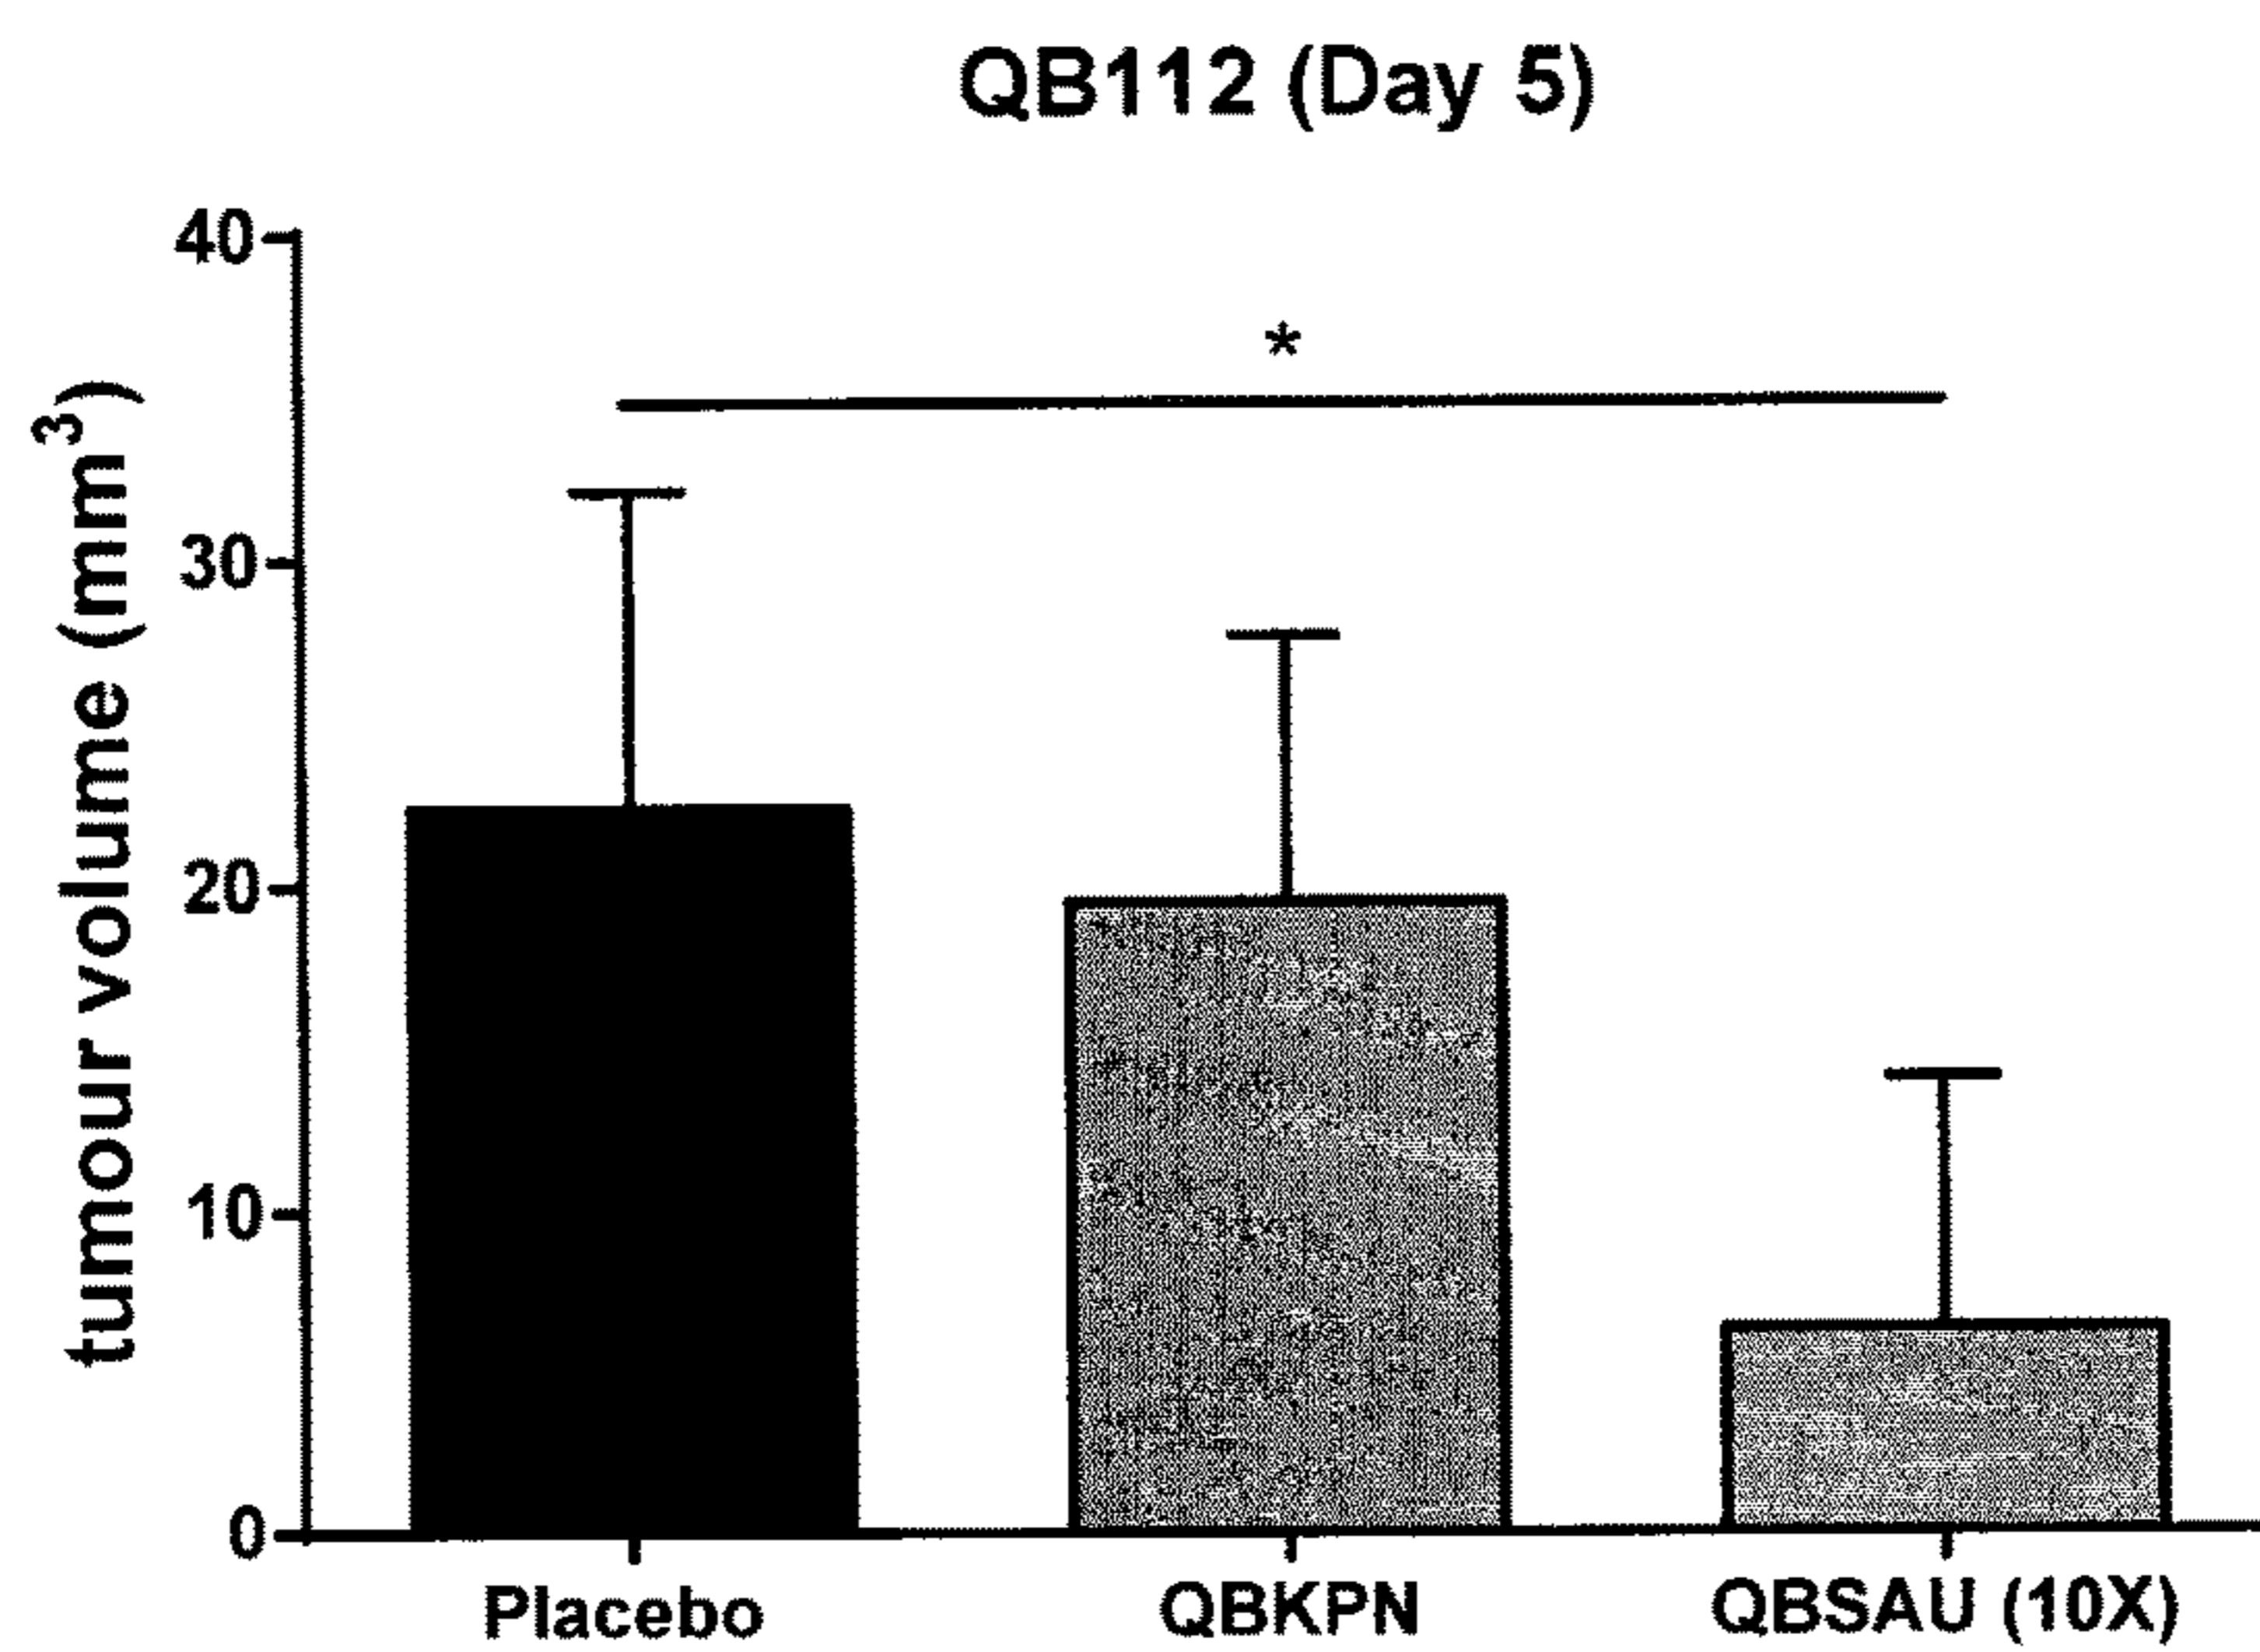 QB112 (Day 5)
tumour volume (mm³)
40
30
20
10
0
*
Placebo
QBKPN
QBSAU (10X)